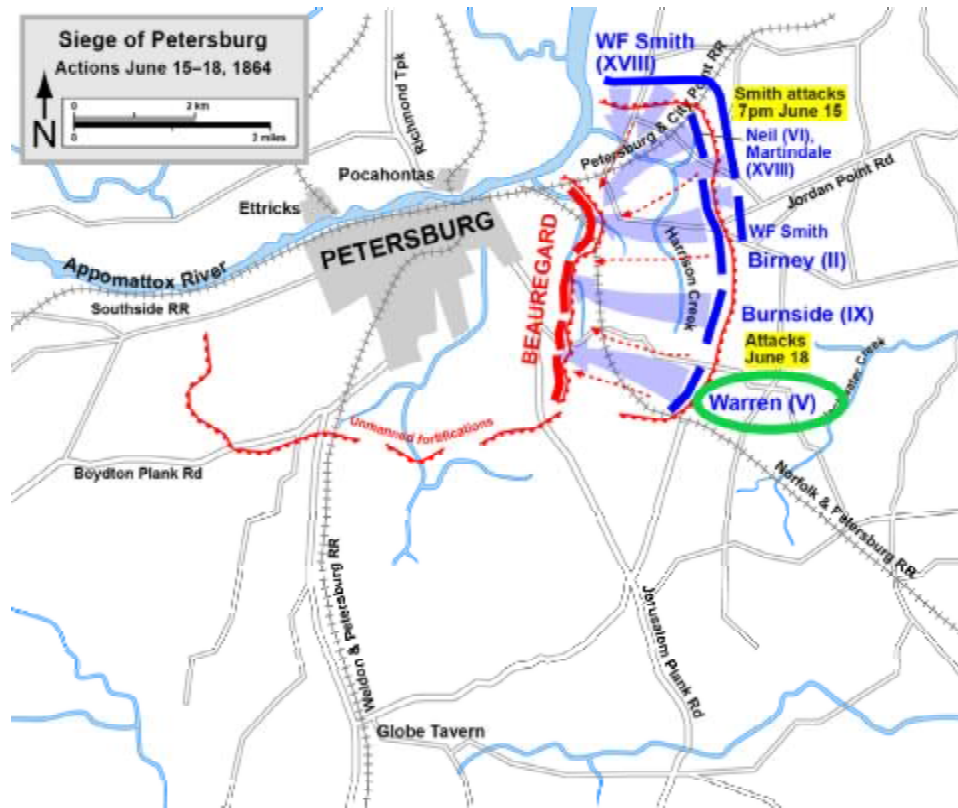 Siege of Petersburg
Actions June 15–18, 1864
0
2 km
0
3 miles
N
Richmond Tpk
WF Smith
(XVIII)
Petersburg & City Point RR
Smith attacks
7pm June 15
Neil (VI),
Martindale
(XVIII)
Jordan Point Rd
Pocahontas
Ettricks
PETERSBURG
BEAUREGARD
Harrison Creek
WF Smith
Birney (II)
Appomattox River
Southside RR
Burnside (IX)
Attacks
June 18
Creek
Warren (V)
Unmanned fortifications
Boydton Plank Rd
Norfolk & Petersburg RR
Weldon & Petersburg RR
Jerusalem Plank Rd
Globe Tavern